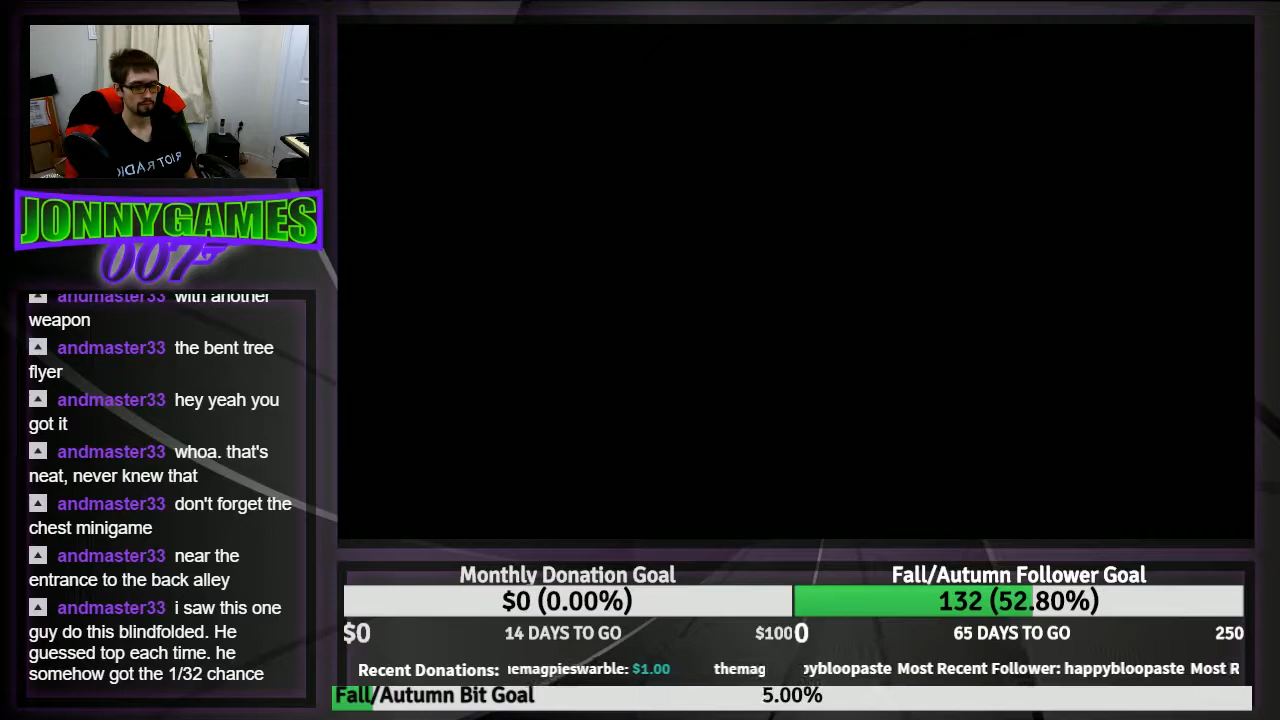 RIOT RADI
JONNYGAMES
007
andmaster33 with another
weapon
andmaster33 the bent tree
flyer
andmaster33 hey yeah you
got it
andmaster33 whoa. that's
neat, never knew that
andmaster33 don't forget the
chest minigame
andmaster33 near the
entrance to the back alley
andmaster33 i saw this one
guy do this blindfolded. He
guessed top each time. he
somehow got the 1/32 chance
Monthly Donation Goal
$0 (0.00%)
$0 14 DAYS TO GO $100
Fall/Autumn Follower Goal
132 (52.80%)
0 65 DAYS TO GO 250
Recent Donations: nemagpieswarble: $1.00 themag
oybloopaste Most Recent Follower: happybloopaste Most R
Fall/Autumn Bit Goal 5.00%